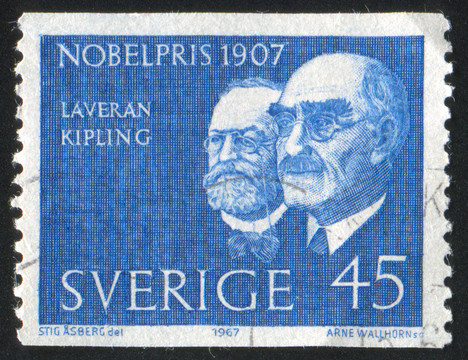 NOBELPRIS 1907
LAVERAN
KIPLING
SVERIGE 45
STIG ÅSBERG del 1967 ARNE WALLHORN sc